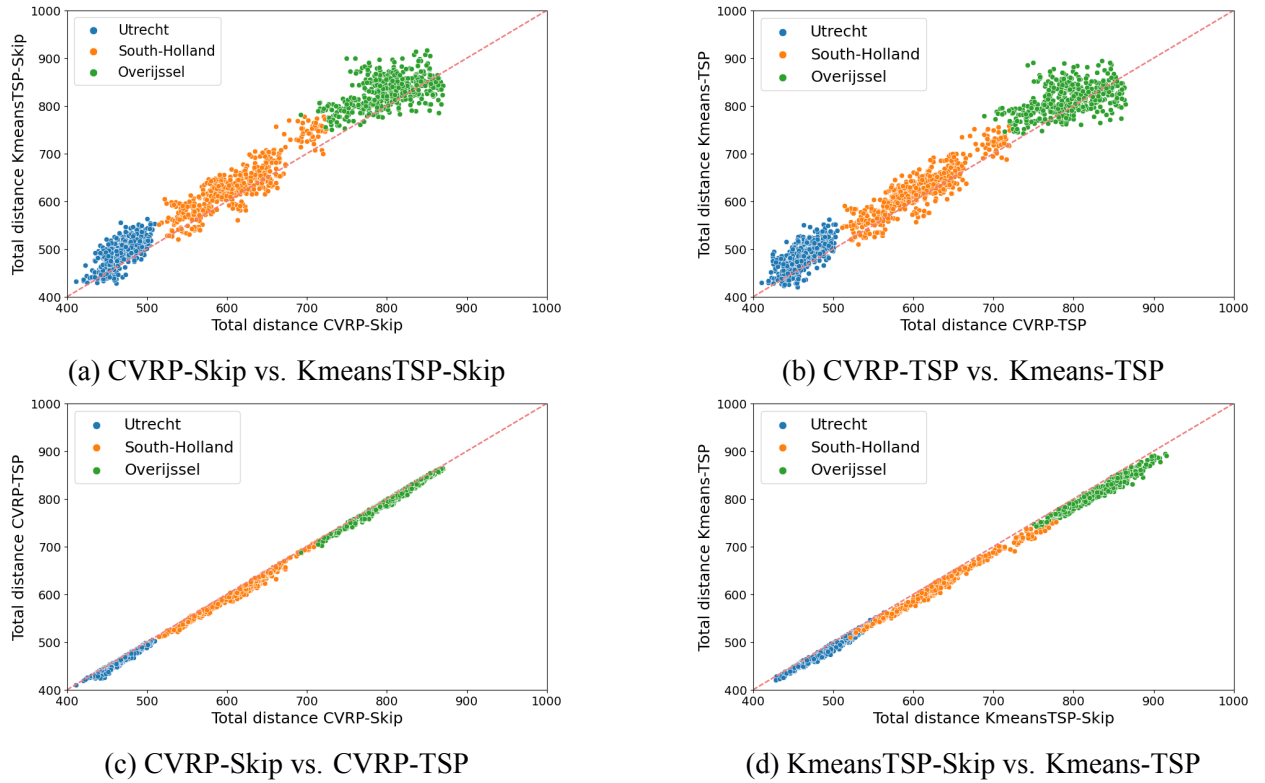 1000
900
800
700
600
500
400
Total distance KmeansTSP-Skip
Utrecht
South-Holland
Overijssel
400 500 600 700 800 900 1000
Total distance CVRP-Skip
(a) CVRP-Skip vs. KmeansTSP-Skip
1000
900
800
700
600
500
400
Total distance Kmeans-TSP
Utrecht
South-Holland
Overijssel
400 500 600 700 800 900 1000
Total distance CVRP-TSP
(b) CVRP-TSP vs. Kmeans-TSP
1000
900
800
700
600
500
400
Total distance CVRP-TSP
Utrecht
South-Holland
Overijssel
400 500 600 700 800 900 1000
Total distance CVRP-Skip
(c) CVRP-Skip vs. CVRP-TSP
1000
900
800
700
600
500
400
Total distance Kmeans-TSP
Utrecht
South-Holland
Overijssel
400 500 600 700 800 900 1000
Total distance KmeansTSP-Skip
(d) KmeansTSP-Skip vs. Kmeans-TSP